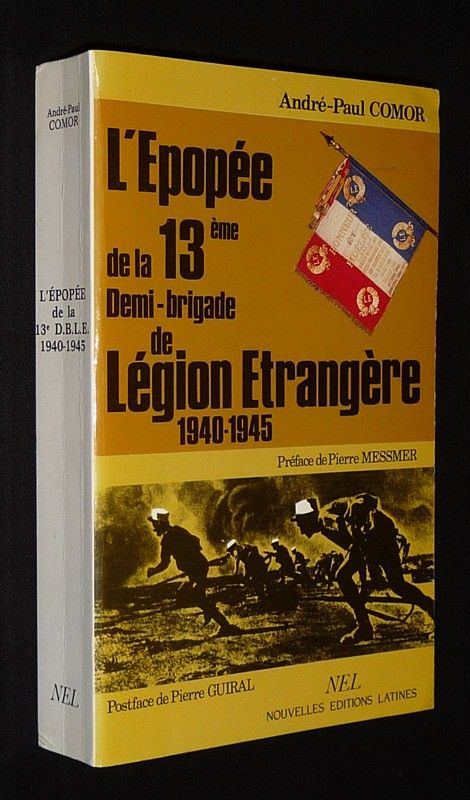 André-Paul
COMOR
L'ÉPOPÉE
de la
13e D.B.L.E.
1940-1945
NEL
André-Paul COMOR
L'Epopée
de la 13ème
Demi-brigade
de
Légion Etrangère
1940-1945
Préface de Pierre MESSMER
Postface de Pierre GUIRAL
NEL
NOUVELLES EDITIONS LATINES